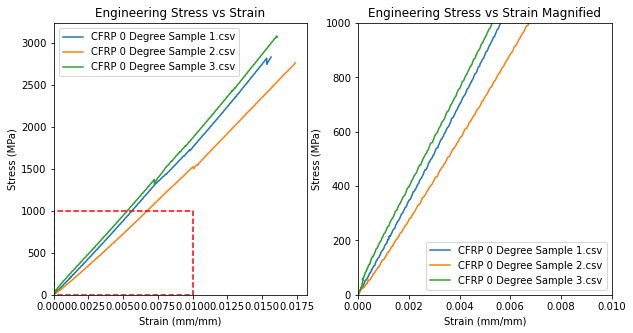 Engineering Stress vs Strain
CFRP 0 Degree Sample 1.csv
CFRP 0 Degree Sample 2.csv
CFRP 0 Degree Sample 3.csv
3000
2500
2000
1500
1000
500
0
Stress (MPa)
0.0000 0.0025 0.0050 0.0075 0.0100 0.0125 0.0150 0.0175
Strain (mm/mm)
Engineering Stress vs Strain Magnified
1000
800
600
400
200
0
Stress (MPa)
CFRP 0 Degree Sample 1.csv
CFRP 0 Degree Sample 2.csv
CFRP 0 Degree Sample 3.csv
0.000 0.002 0.004 0.006 0.008 0.010
Strain (mm/mm)